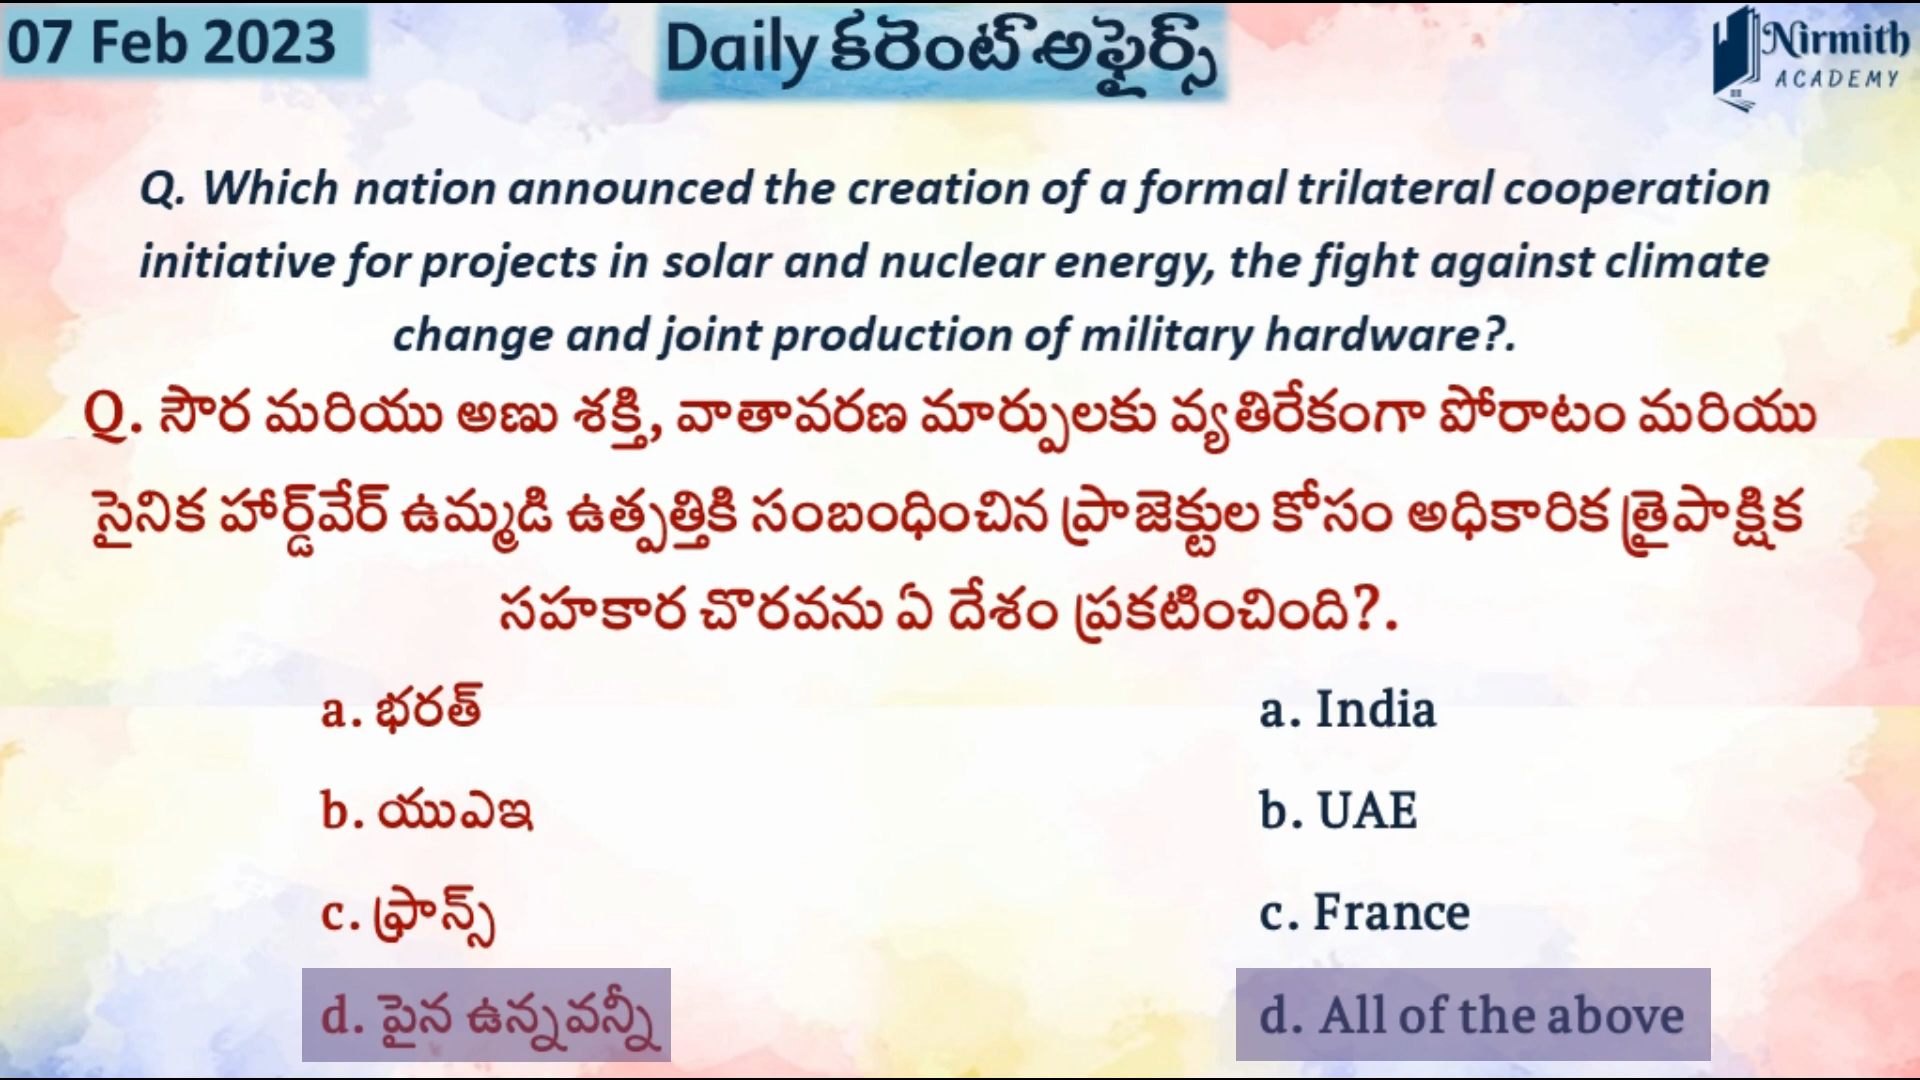 07 Feb 2023
Daily కరెంట్ అఫైర్స్
Nirmith
ACADEMY
Q. Which nation announced the creation of a formal trilateral cooperation
initiative for projects in solar and nuclear energy, the fight against climate
change and joint production of military hardware?.
Q. సౌర మరియు అణు శక్తి, వాతావరణ మార్పులకు వ్యతిరేకంగా పోరాటం మరియు
సైనిక హార్డ్‌వేర్ ఉమ్మడి ఉత్పత్తికి సంబంధించిన ప్రాజెక్టుల కోసం అధికారిక త్రైపాక్షిక
సహకార చొరవను ఏ దేశం ప్రకటించింది?.
a. భరత్
b. యుఎఇ
c. ఫ్రాన్స్
d. పైన ఉన్నవన్నీ
a. India
b. UAE
c. France
d. All of the above